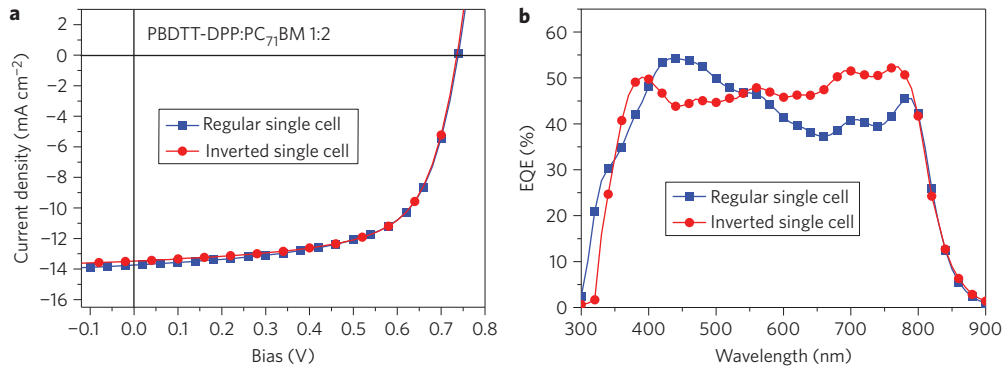 a
PBDTT-DPP:PC71BM 1:2
2
0
−2
−4
−6
−8
−10
−12
−14
−16
Current density (mA cm−2)
Regular single cell
Inverted single cell
−0.1 0.0 0.1 0.2 0.3 0.4 0.5 0.6 0.7 0.8
Bias (V)
b
60
50
40
30
20
10
0
EQE (%)
Regular single cell
Inverted single cell
300 400 500 600 700 800 900
Wavelength (nm)